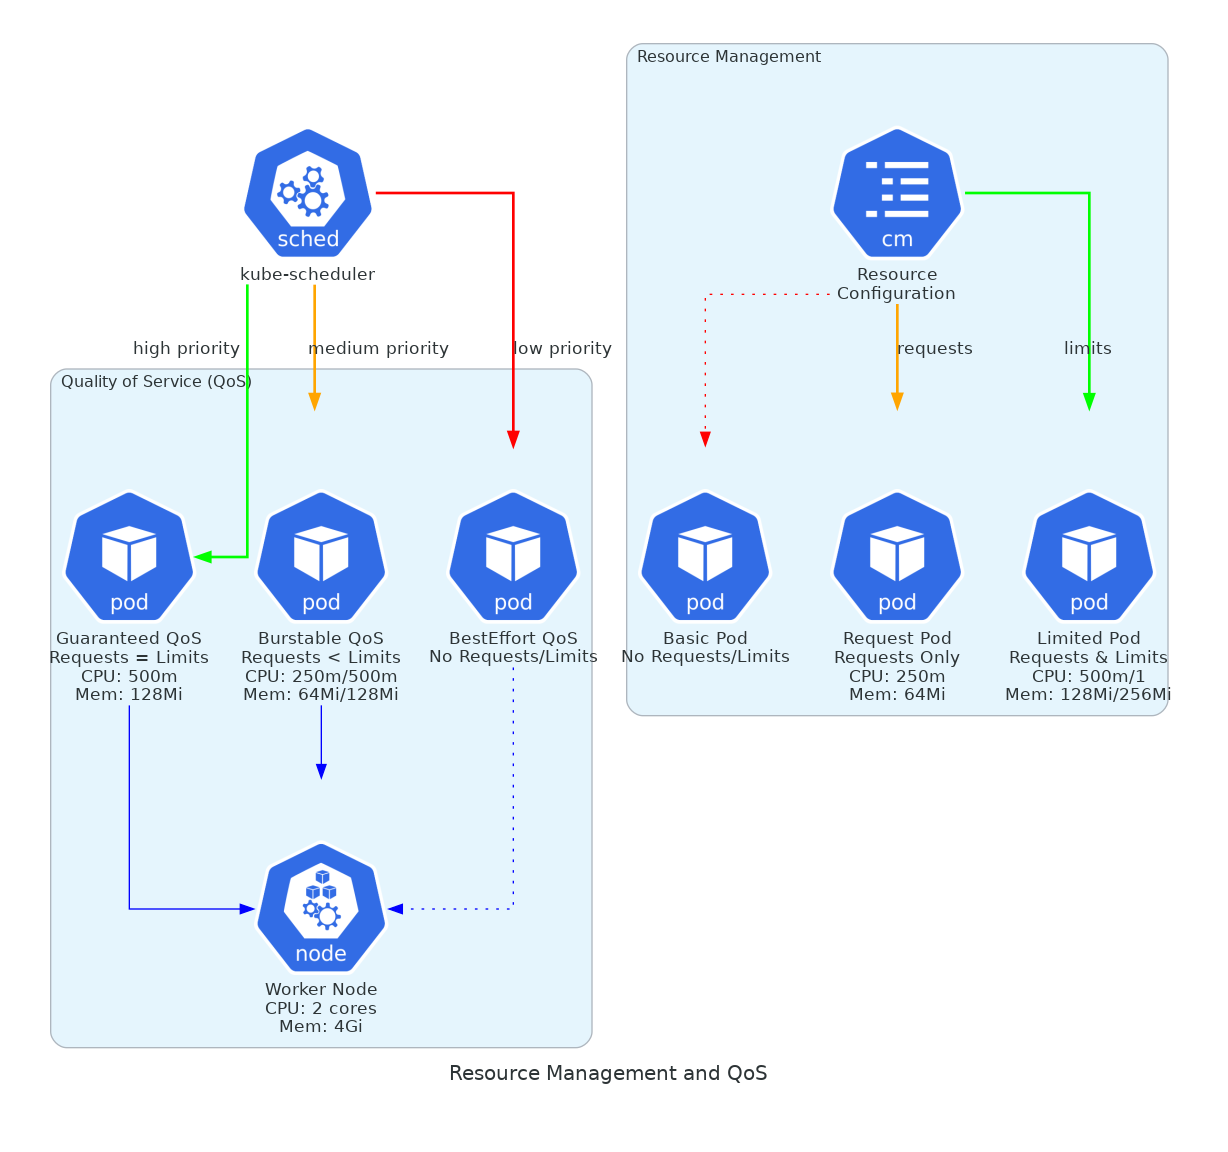 Resource Management
sched
kube-scheduler
cm
Resource
Configuration
high priority
medium priority
low priority
requests
limits
Quality of Service (QoS)
pod
Guaranteed QoS
Requests = Limits
CPU: 500m
Mem: 128Mi
pod
Burstable QoS
Requests < Limits
CPU: 250m/500m
Mem: 64Mi/128Mi
pod
BestEffort QoS
No Requests/Limits
pod
Basic Pod
No Requests/Limits
pod
Request Pod
Requests Only
CPU: 250m
Mem: 64Mi
pod
Limited Pod
Requests & Limits
CPU: 500m/1
Mem: 128Mi/256Mi
node
Worker Node
CPU: 2 cores
Mem: 4Gi
Resource Management and QoS